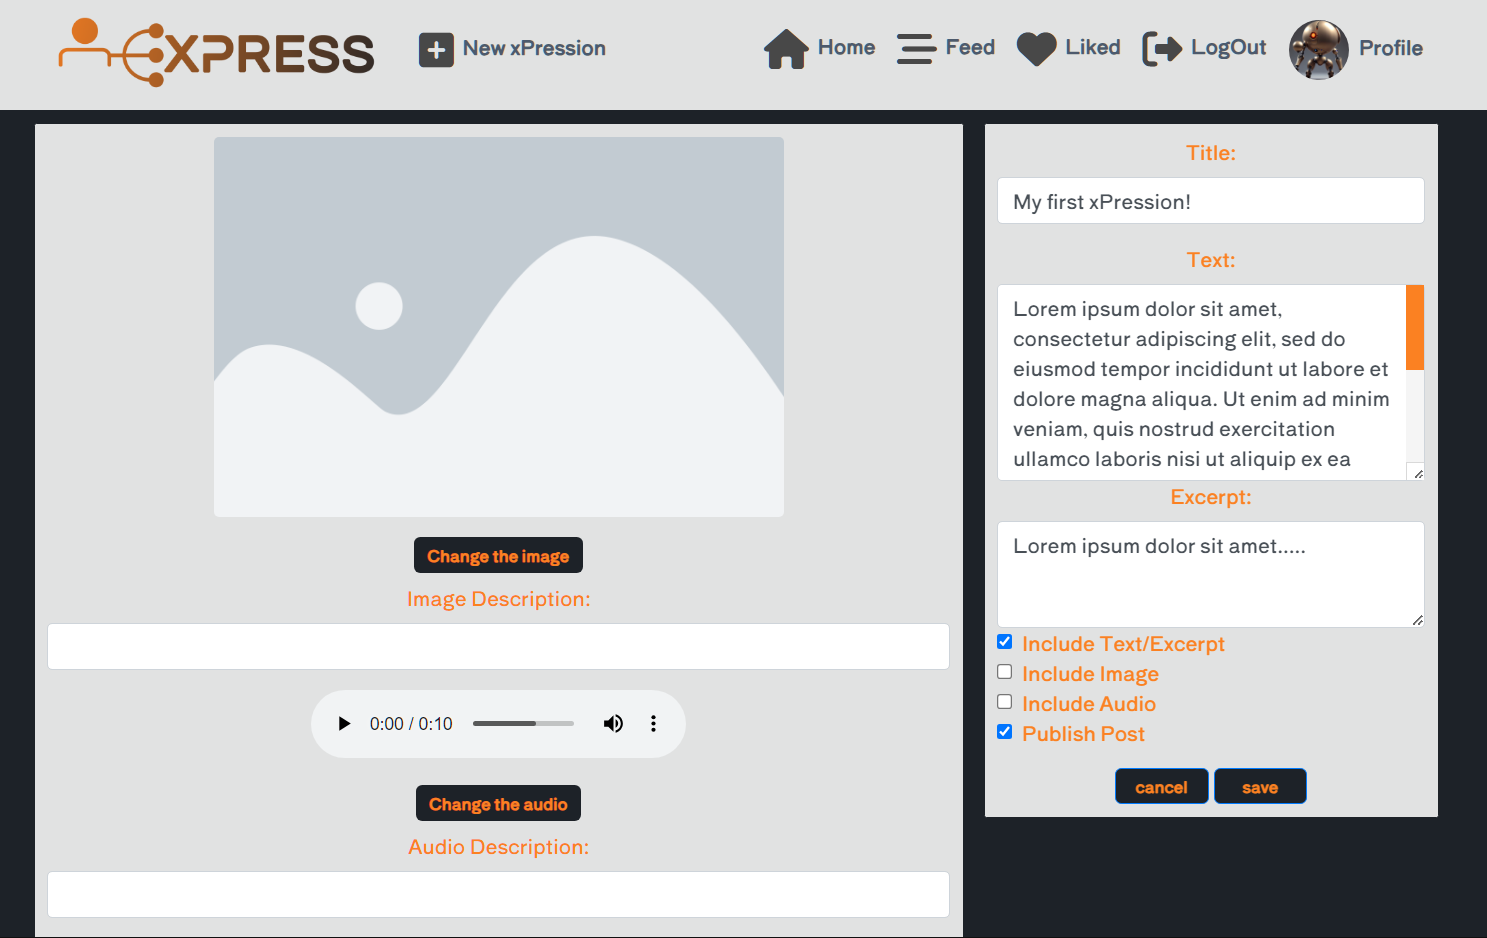 XPRESS
New xPression
Home
Feed
Liked
LogOut
Profile
Change the image
Image Description:
0:00 / 0:10
Change the audio
Audio Description:
Title:
My first xPression!
Text:
Lorem ipsum dolor sit amet,
consectetur adipiscing elit, sed do
eiusmod tempor incididunt ut labore et
dolore magna aliqua. Ut enim ad minim
veniam, quis nostrud exercitation
ullamco laboris nisi ut aliquip ex ea
Excerpt:
Lorem ipsum dolor sit amet.....
Include Text/Excerpt
Include Image
Include Audio
Publish Post
cancel
save